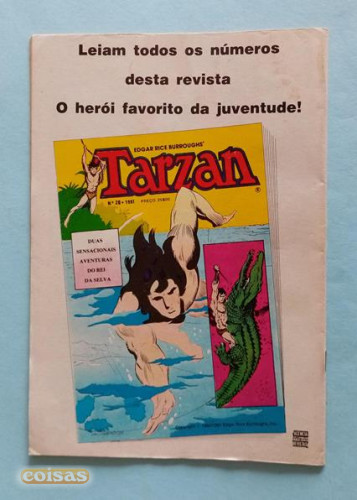 Leiam todos os números
desta revista
O herói favorito da juventude!
EDGAR RICE BURROUGHS'
Tarzan
DUAS
SENSACIONAIS
AVENTURAS
DO REI
DA SELVA
coisas